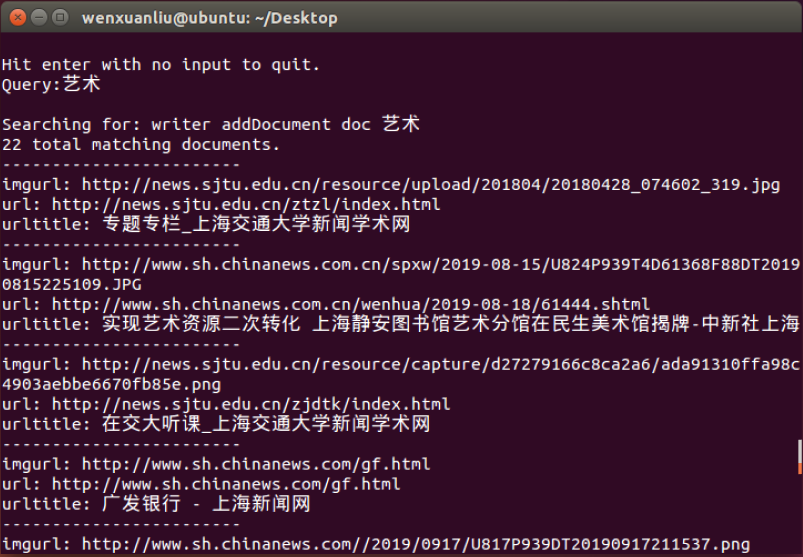 wenxuanliu@ubuntu: ~/Desktop
Hit enter with no input to quit.
Query:艺术
Searching for: writer addDocument doc 艺术
22 total matching documents.
------------------------
imgurl: http://news.sjtu.edu.cn/resource/upload/201804/20180428_074602_319.jpg
url: http://news.sjtu.edu.cn/ztzl/index.html
urltitle: 专题专栏_上海交通大学新闻学术网
------------------------
imgurl: http://www.sh.chinanews.com.cn/spxw/2019-08-15/U824P939T4D61368F88DT2019
0815225109.JPG
url: http://www.sh.chinanews.com.cn/wenhua/2019-08-18/61444.shtml
urltitle: 实现艺术资源二次转化 上海静安图书馆艺术分馆在民生美术馆揭牌-中新社上海
------------------------
imgurl: http://news.sjtu.edu.cn/resource/capture/d27279166c8ca2a6/ada91310ffa98c
4903aebbe6670fb85e.png
url: http://news.sjtu.edu.cn/zjdtk/index.html
urltitle: 在交大听课_上海交通大学新闻学术网
------------------------
imgurl: http://www.sh.chinanews.com/gf.html
url: http://www.sh.chinanews.com/gf.html
urltitle: 广发银行 - 上海新闻网
------------------------
imgurl: http://www.sh.chinanews.com//2019/0917/U817P939DT20190917211537.png